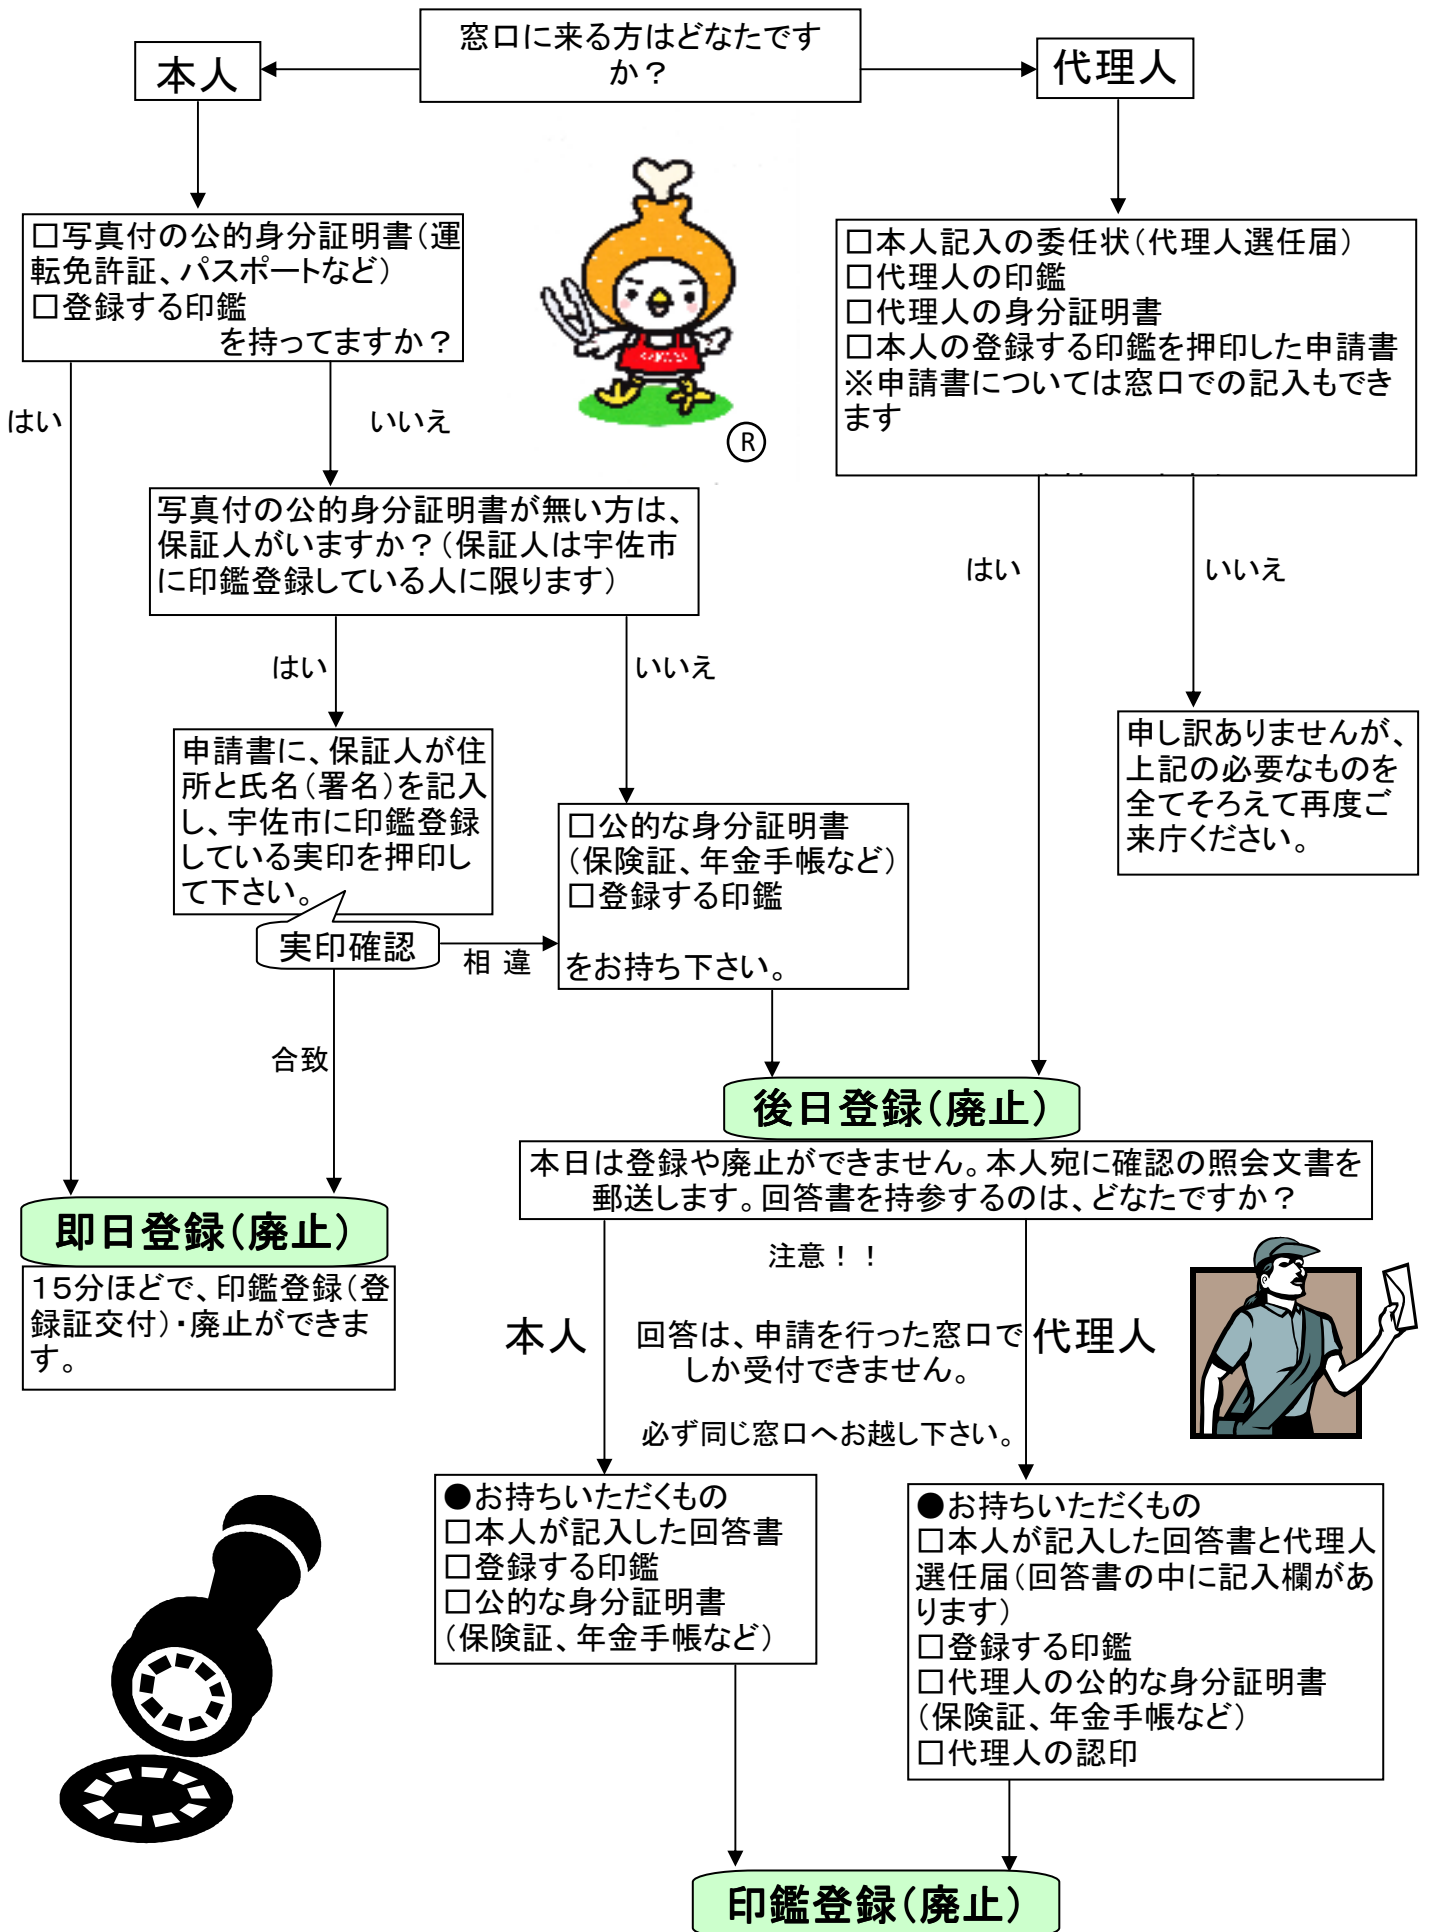 窓口に来る方はどなたです
か？
本人
代理人
□写真付の公的身分証明書（運
転免許証、パスポートなど）
□登録する印鑑
を持ってますか？
□本人記入の委任状（代理人選任届）
□代理人の印鑑
□代理人の身分証明書
□本人の登録する印鑑を押印した申請書
※申請書については窓口での記入もでき
ます
はい
いいえ
Ⓡ
写真付の公的身分証明書が無い方は、
保証人がいますか？（保証人は宇佐市
に印鑑登録している人に限ります）
はい
いいえ
はい
いいえ
申請書に、保証人が住
所と氏名（署名）を記入
し、宇佐市に印鑑登録
している実印を押印し
て下さい。
実印確認
相 違
合致
□公的な身分証明書
（保険証、年金手帳など）
□登録する印鑑
をお持ち下さい。
申し訳ありませんが、
上記の必要なものを
全てそろえて再度ご
来庁ください。
後日登録（廃止）
本日は登録や廃止ができません。本人宛に確認の照会文書を
郵送します。回答書を持参するのは、どなたですか？
即日登録（廃止）
15分ほどで、印鑑登録（登
録証交付）・廃止ができま
す。
注意！！
本人
回答は、申請を行った窓口で
しか受付できません。
必ず同じ窓口へお越し下さい。
代理人
●お持ちいただくもの
□本人が記入した回答書
□登録する印鑑
□公的な身分証明書
（保険証、年金手帳など）
●お持ちいただくもの
□本人が記入した回答書と代理人
選任届（回答書の中に記入欄があ
ります）
□登録する印鑑
□代理人の公的な身分証明書
（保険証、年金手帳など）
□代理人の認印
印鑑登録（廃止）